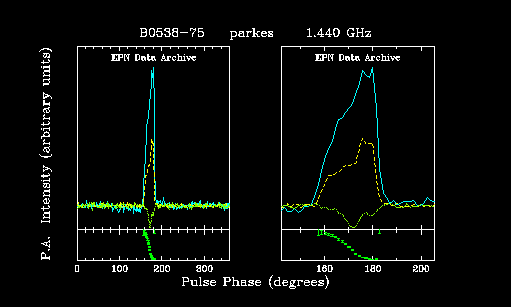 B0538-75 parkes 1.440 GHz
EPN Data Archive EPN Data Archive
P.A. Intensity (arbitrary units)
0 100 200 300 160 180 200
Pulse Phase (degrees)